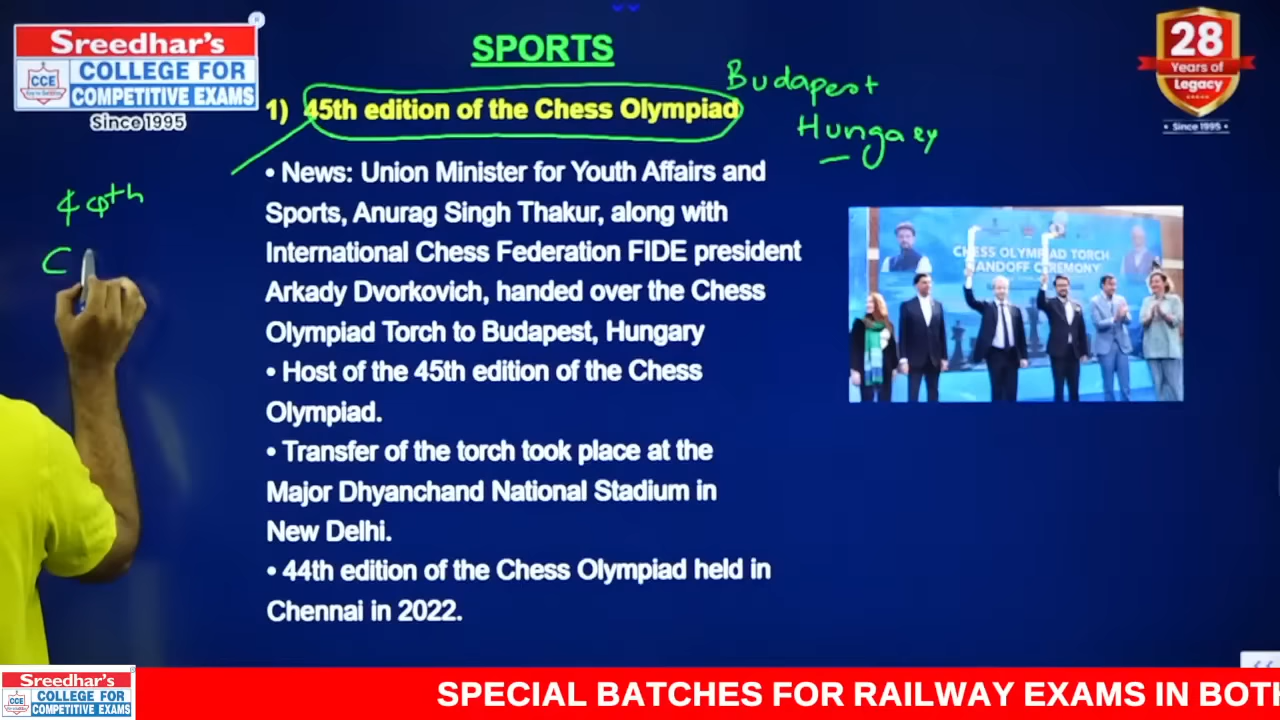 Sreedhar's
CCE
COLLEGE FOR
COMPETITIVE EXAMS
Since 1995
SPORTS
28
Years of
Legacy
Since 1995
Budapest
Hungary
1) 45th edition of the Chess Olympiad
• News: Union Minister for Youth Affairs and
Sports, Anurag Singh Thakur, along with
International Chess Federation FIDE president
Arkady Dvorkovich, handed over the Chess
Olympiad Torch to Budapest, Hungary
• Host of the 45th edition of the Chess
Olympiad.
• Transfer of the torch took place at the
Major Dhyanchand National Stadium in
New Delhi.
• 44th edition of the Chess Olympiad held in
Chennai in 2022.
C
CHESS OLYMPIAD TORCH
HANDOFF CEREMONY
Sreedhar's
CCE
COLLEGE FOR
COMPETITIVE EXAMS
SPECIAL BATCHES FOR RAILWAY EXAMS IN BOTH